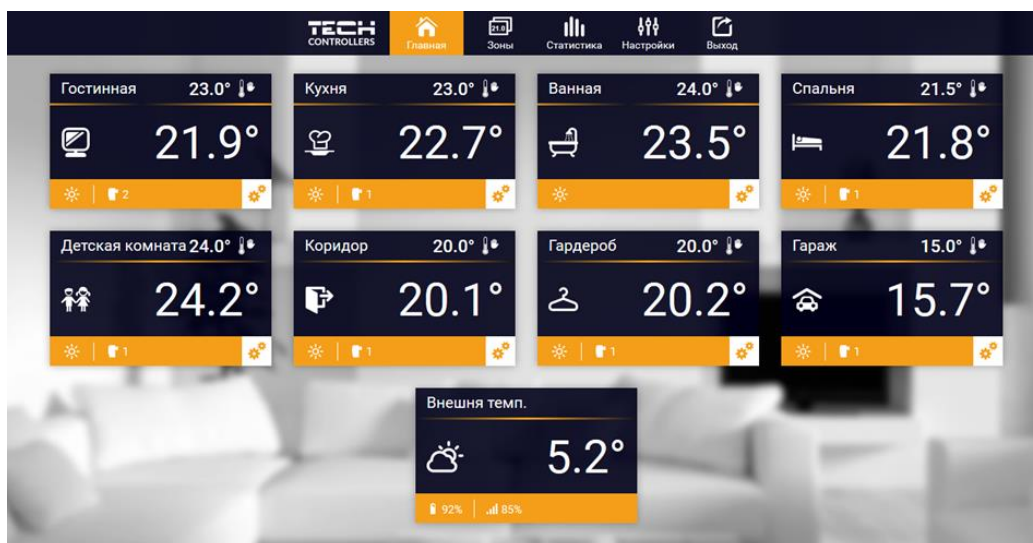 TECH
CONTROLLERS
Главная
21.0
Зоны
Статистика
Настройки
Выход
Гостинная 23.0°
21.9°
2
Кухня 23.0°
22.7°
1
Ванная 24.0°
23.5°
Спальня 21.5°
21.8°
1
Детская комната 24.0°
24.2°
1
Коридор 20.0°
20.1°
1
Гардероб 20.0°
20.2°
1
Гараж 15.0°
15.7°
1
Внешня темп.
5.2°
92% 85%